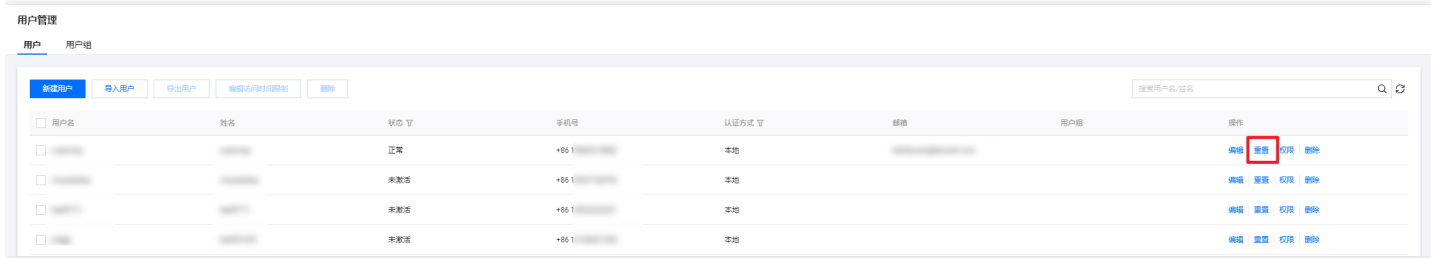 用户管理
用户 用户组
新建用户 导入用户 导出用户 编辑访问时间限制 删除 搜索用户名/姓名
用户名 姓名 状态 手机号 认证方式 邮箱 用户组 操作
正常 +86 1 本地 编辑 重置 权限 删除
未激活 +86 1 本地 编辑 重置 权限 删除
未激活 +86 1 本地 编辑 重置 权限 删除
未激活 +86 1 本地 编辑 重置 权限 删除